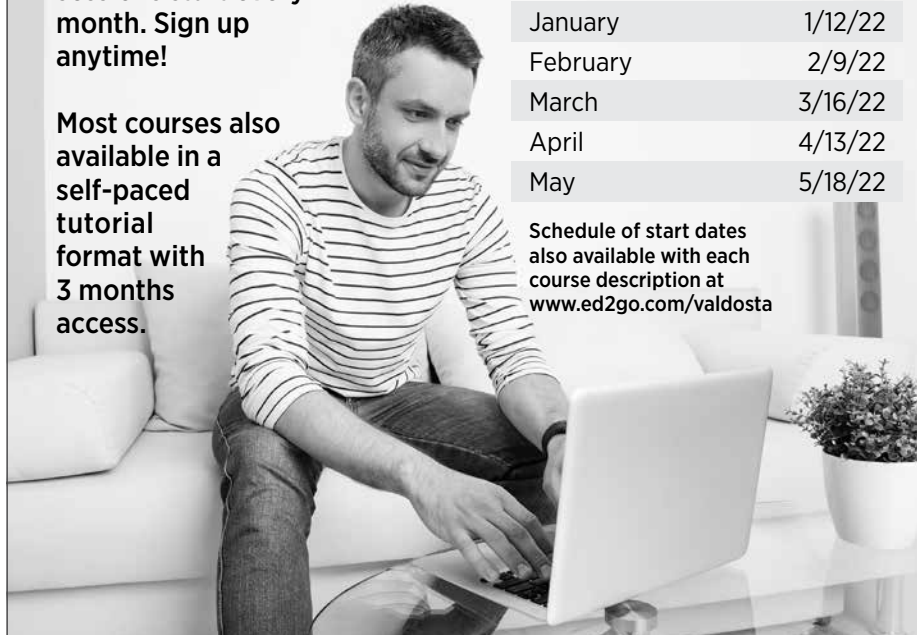 month. Sign up
anytime!
Most courses also
available in a
self-paced
tutorial
format with
3 months
access.
January 1/12/22
February 2/9/22
March 3/16/22
April 4/13/22
May 5/18/22
Schedule of start dates
also available with each
course description at
www.ed2go.com/valdosta